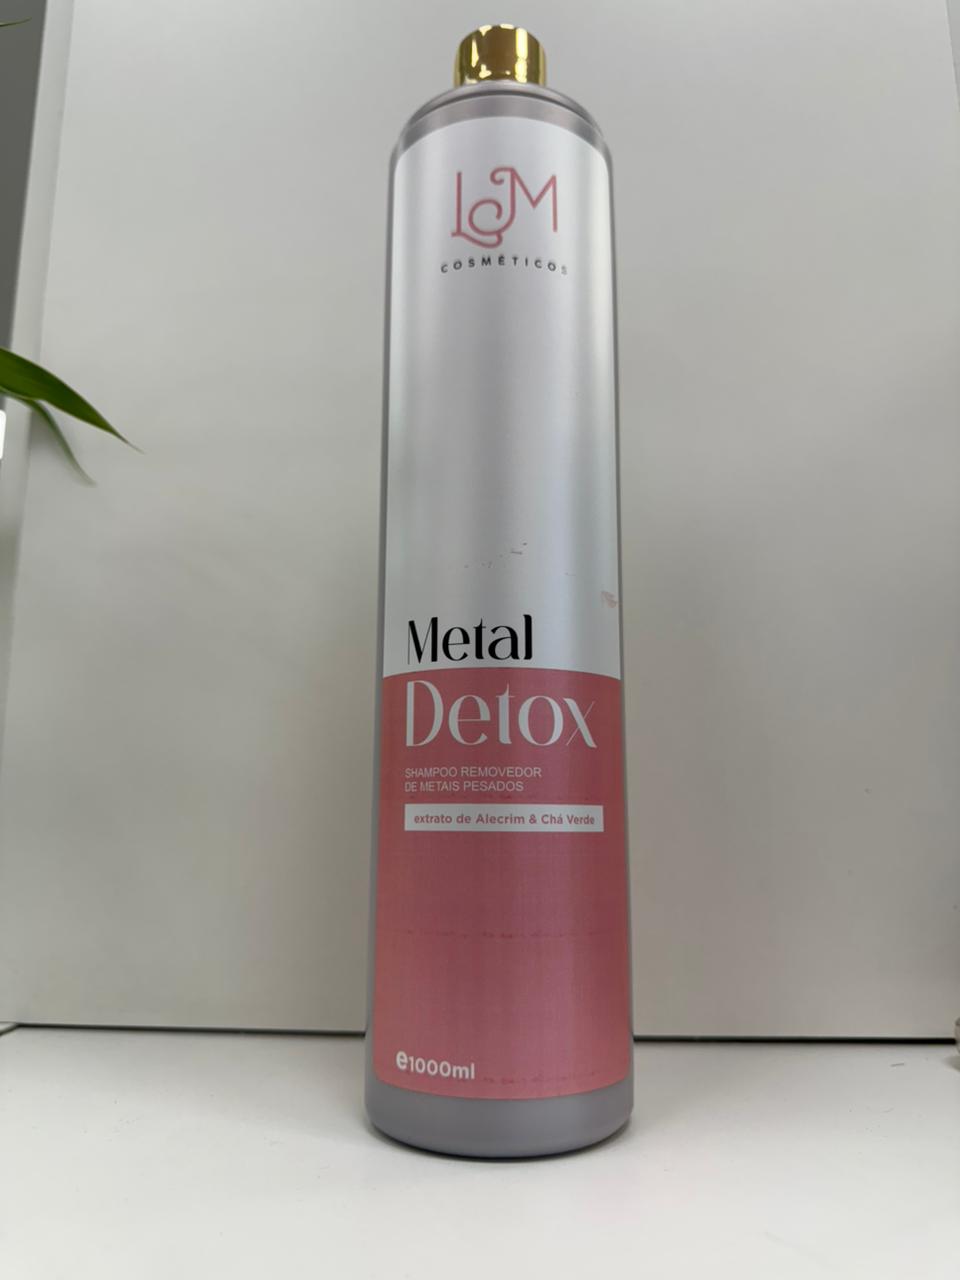 LM
COSMÉTICOS
Metal
Detox
SHAMPOO REMOVEDOR
DE METAIS PESADOS
extrato de Alecrim & Chá Verde
e1000ml